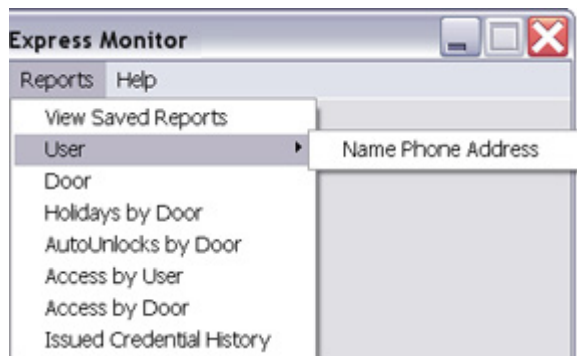 Express Monitor
Reports Help
View Saved Reports
User
Name Phone Address
Door
Holidays by Door
AutoUnlocks by Door
Access by User
Access by Door
Issued Credential History